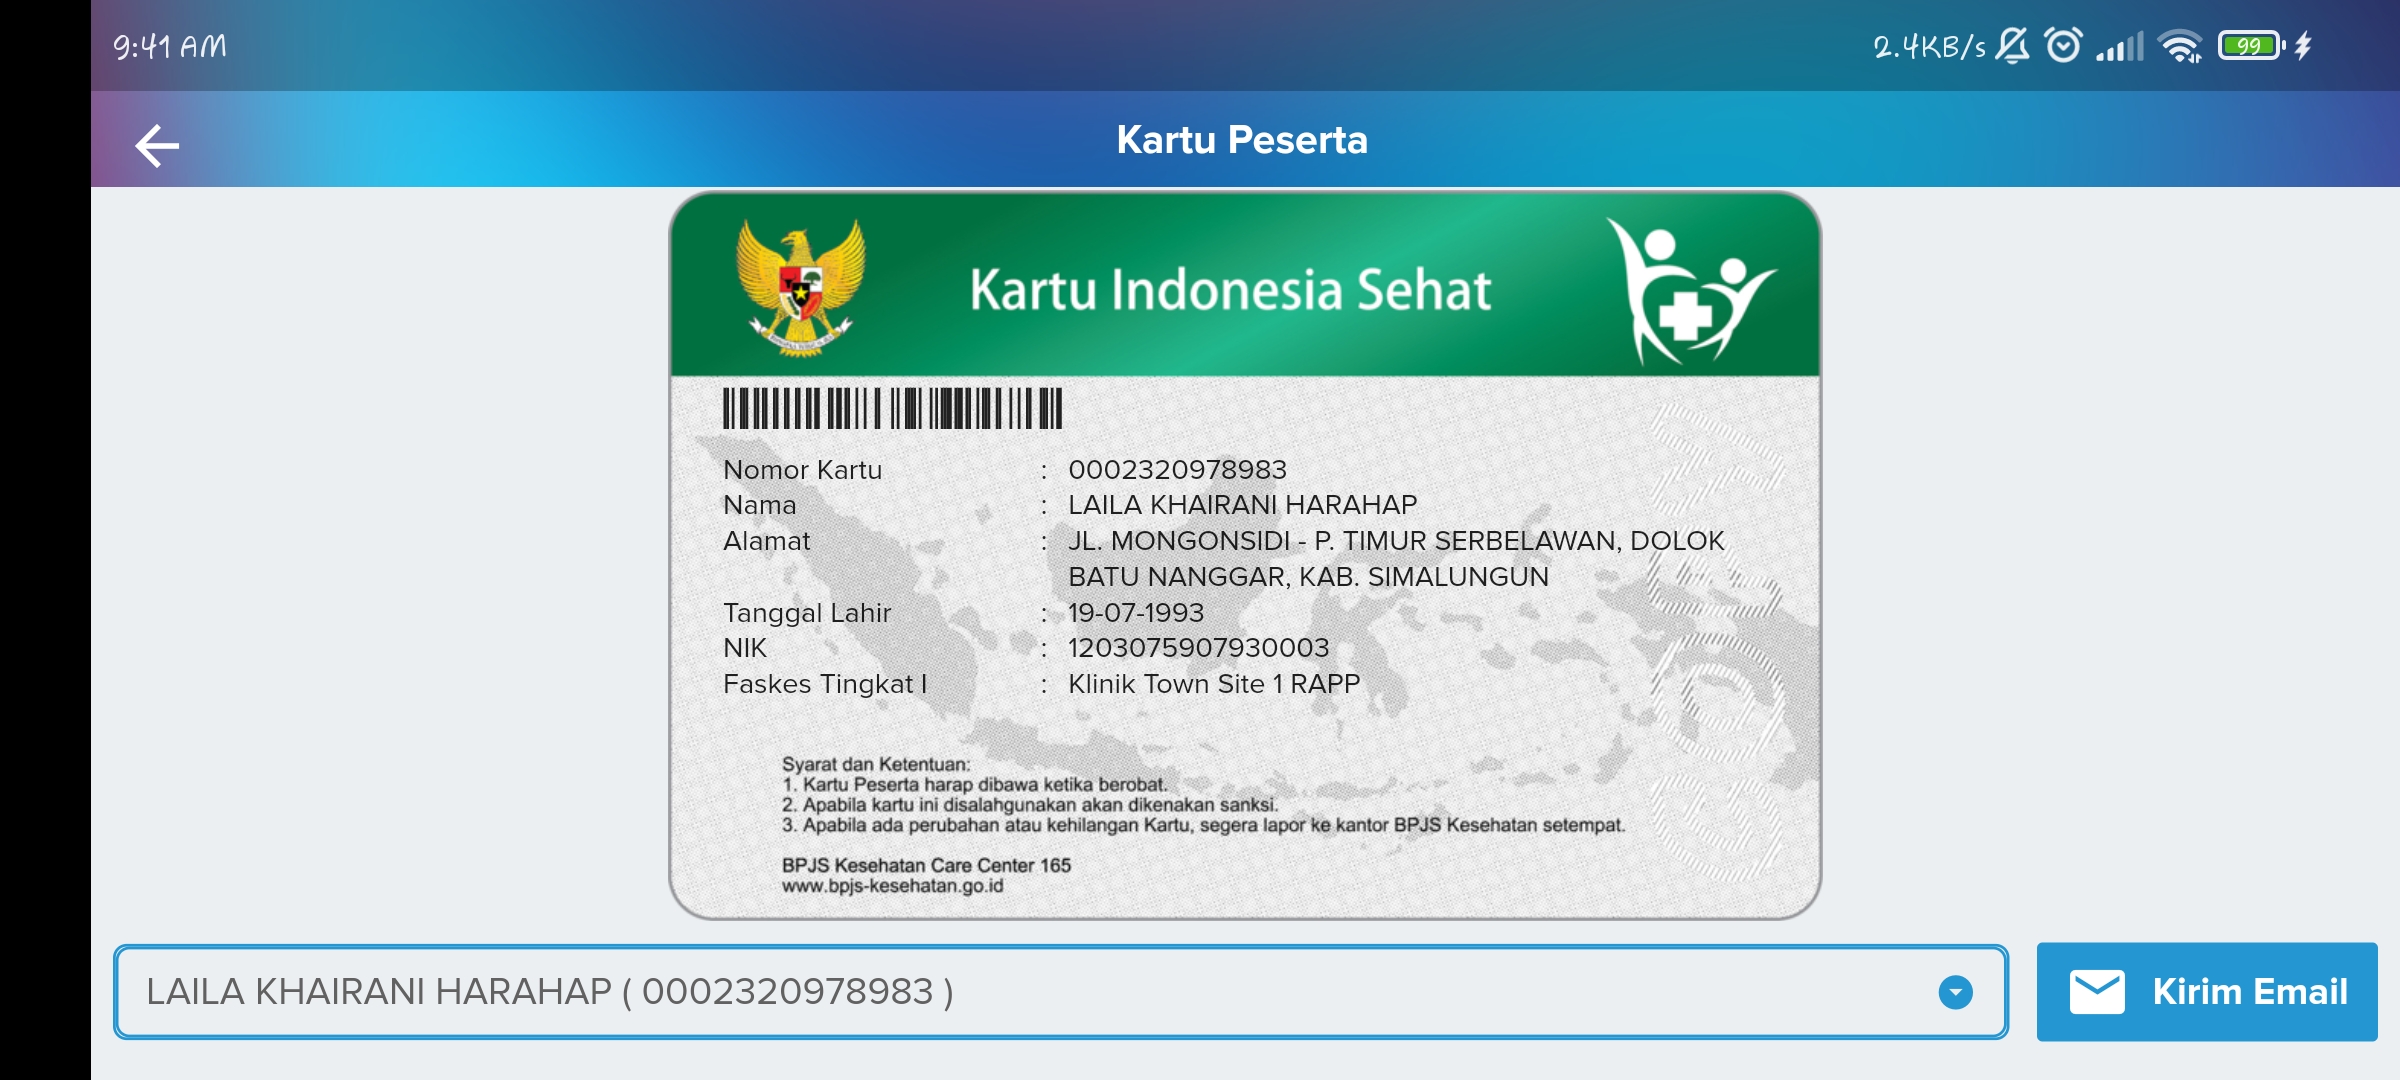 9:41 AM
2.4KB/s
99
Kartu Peserta
Kartu Indonesia Sehat
Nomor Kartu : 0002320978983
Nama : LAILA KHAIRANI HARAHAP
Alamat : JL. MONGONSIDI - P. TIMUR SERBELAWAN, DOLOK
BATU NANGGAR, KAB. SIMALUNGUN
Tanggal Lahir : 19-07-1993
NIK : 1203075907930003
Faskes Tingkat I : Klinik Town Site 1 RAPP
Syarat dan Ketentuan:
1. Kartu Peserta harap dibawa ketika berobat.
2. Apabila kartu ini disalahgunakan akan dikenakan sanksi.
3. Apabila ada perubahan atau kehilangan Kartu, segera lapor ke kantor BPJS Kesehatan setempat.
BPJS Kesehatan Care Center 165
www.bpjs-kesehatan.go.id
LAILA KHAIRANI HARAHAP ( 0002320978983 )
Kirim Email